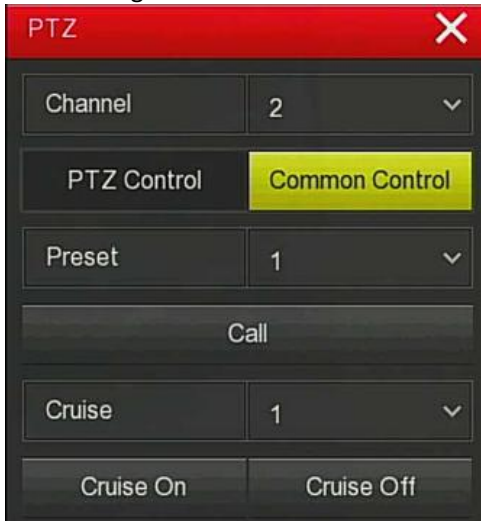 PTZ X
Channel 2
PTZ Control Common Control
Preset 1
Call
Cruise 1
Cruise On Cruise Off